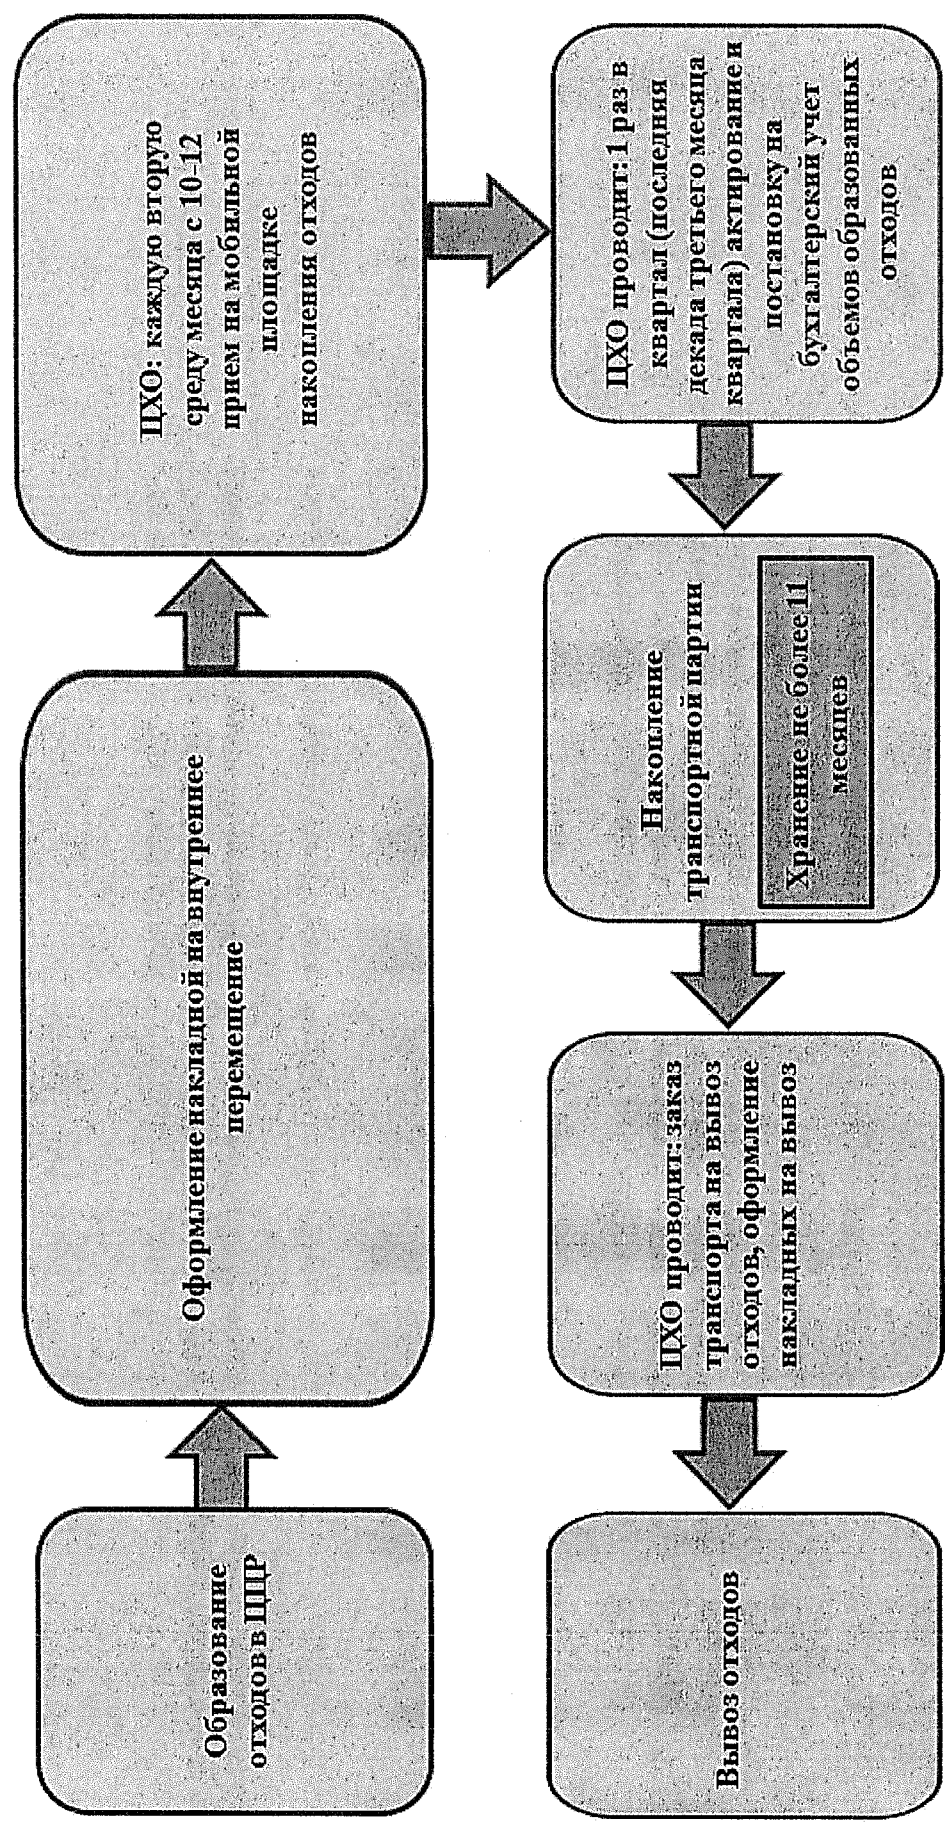 Образование
отходов в ЦЦР
Оформление накладной на внутреннее
перемещение
ЦХО: каждую вторую
среду месяца с 10-12
прием на мобильной
площадке
накопления отходов
ЦХО проводит: 1 раз в
квартал (последняя
декада третьего месяца
квартала) актирование и
постановку на
бухгалтерский учет
объемов образованных
отходов
Накопление
транспортной партии
Хранение не более 11
месяцев
ЦХО проводит: заказ
транспорта на вывоз
отходов, оформление
накладных на вывоз
Вывоз отходов